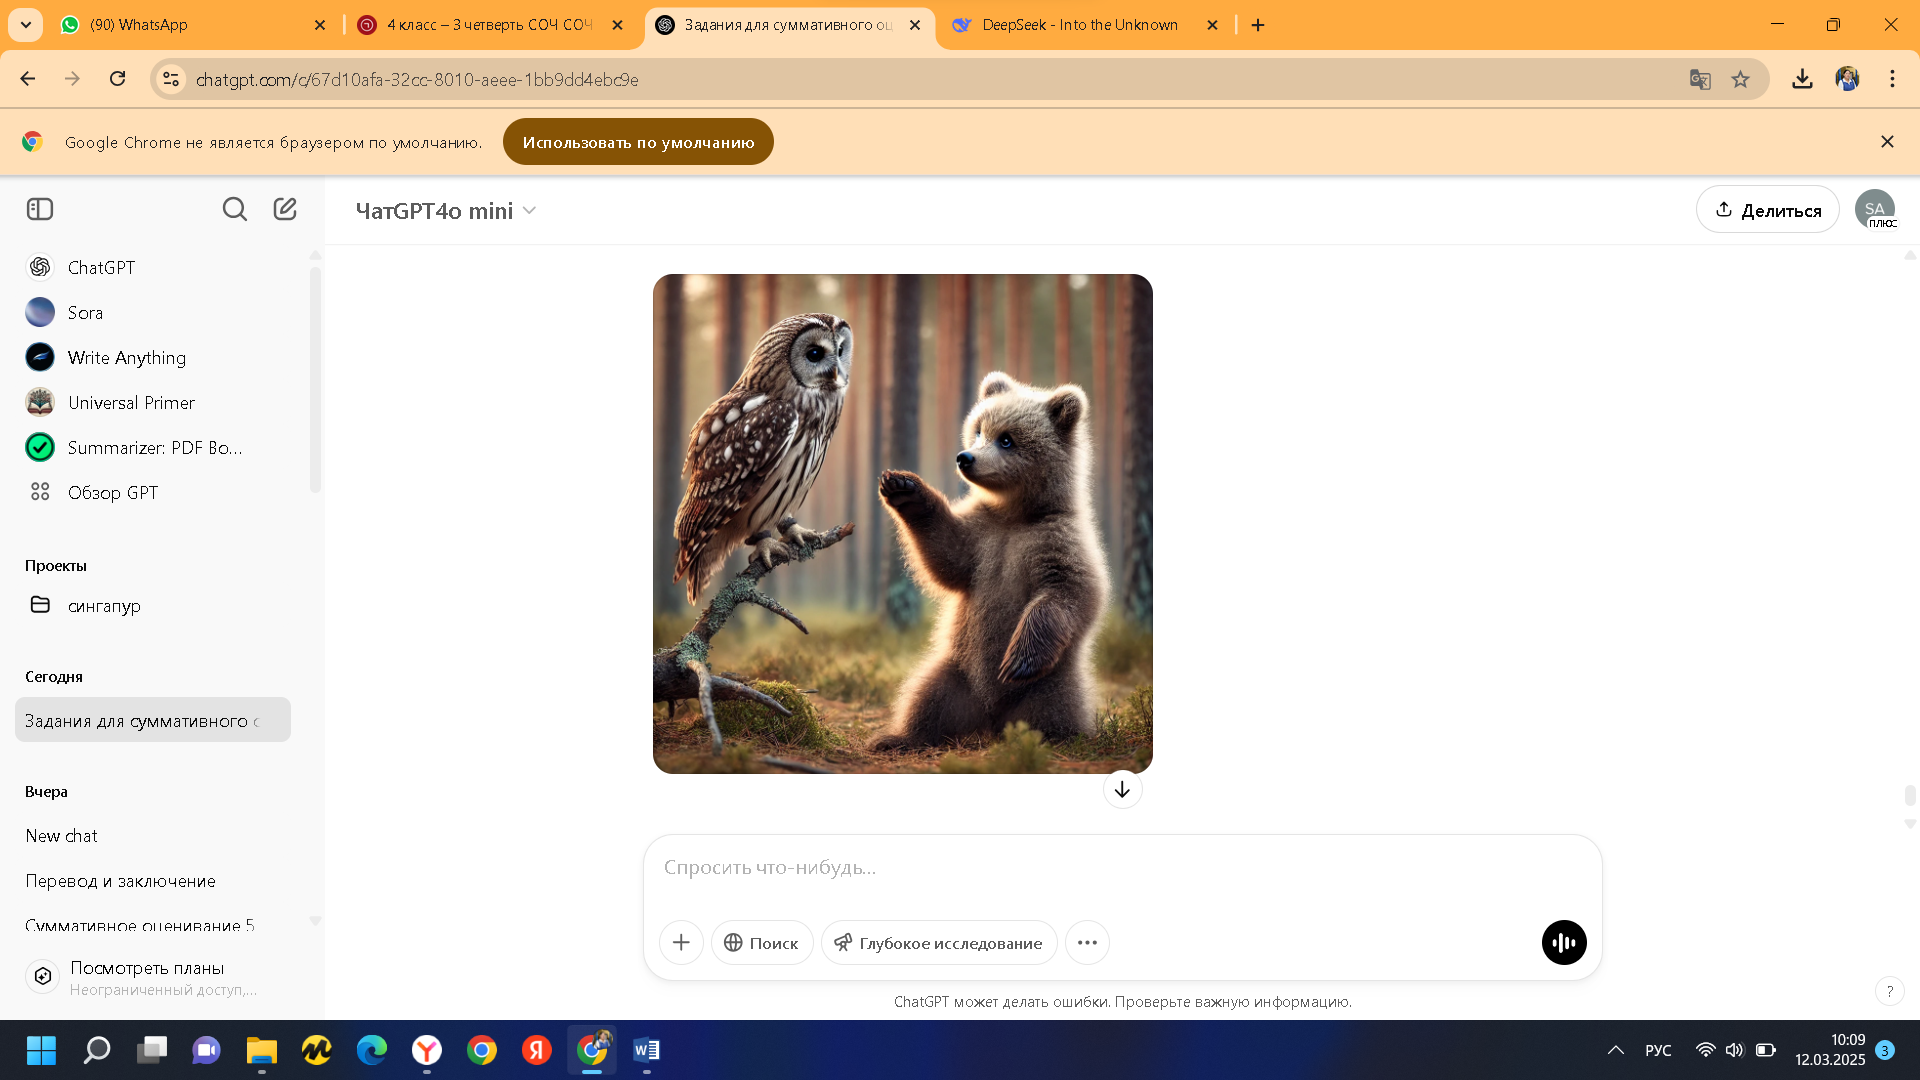 (90) WhatsApp
4 класс – 3 четверть СОЧ СОЧ
Задания для суммативного оц
DeepSeek - Into the Unknown
chatgpt.com/c/67d10afa-32cc-8010-aeee-1bb9dd4ebc9e
Google Chrome не является браузером по умолчанию.
Использовать по умолчанию
ЧатGPT4o mini
Делиться
SA
ПЛЮС
ChatGPT
Sora
Write Anything
Universal Primer
Summarizer: PDF Bo...
Обзор GPT
Проекты
сингапур
Сегодня
Задания для суммативного о
Вчера
New chat
Перевод и заключение
Суммативное оценивание 5
Посмотреть планы
Неограниченный доступ,...
Спросить что-нибудь...
Поиск
Глубокое исследование
ChatGPT может делать ошибки. Проверьте важную информацию.
?
РУС
10:09
12.03.2025
3